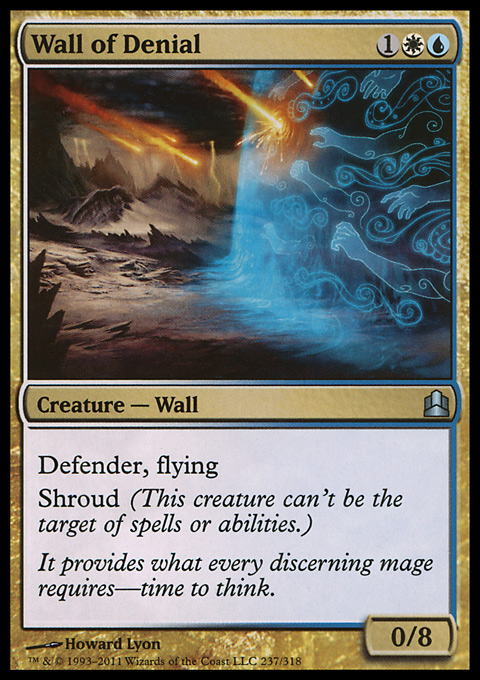 Wall of Denial 1
Creature — Wall
Defender, flying
Shroud (This creature can't be the
target of spells or abilities.)
It provides what every discerning mage
requires—time to think.
Howard Lyon
0/8
™ & © 1993–2011 Wizards of the Coast LLC 237/318